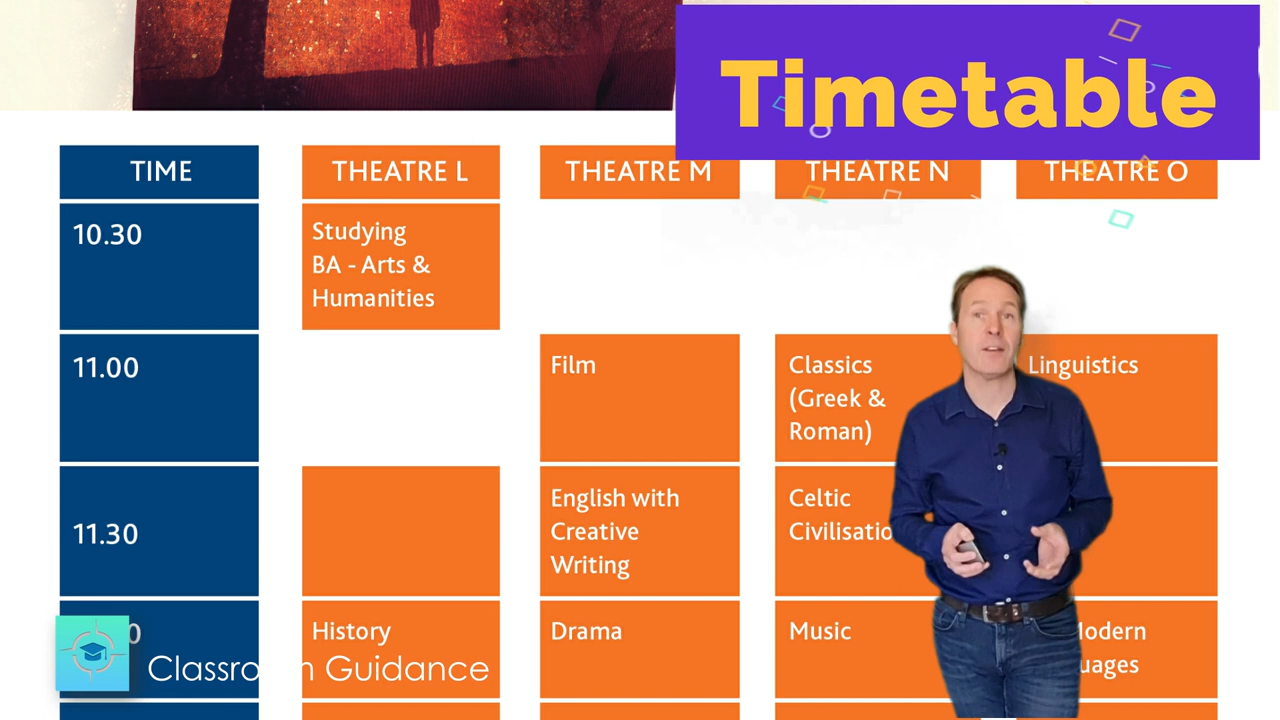 Timetable
TIME
THEATRE L
THEATRE M
THEATRE N
THEATRE O
10.30
Studying
BA - Arts &
Humanities
11.00
Film
Classics
(Greek &
Roman)
Linguistics
11.30
English with
Creative
Writing
Celtic
History
Drama
Music
Classroom Guidance